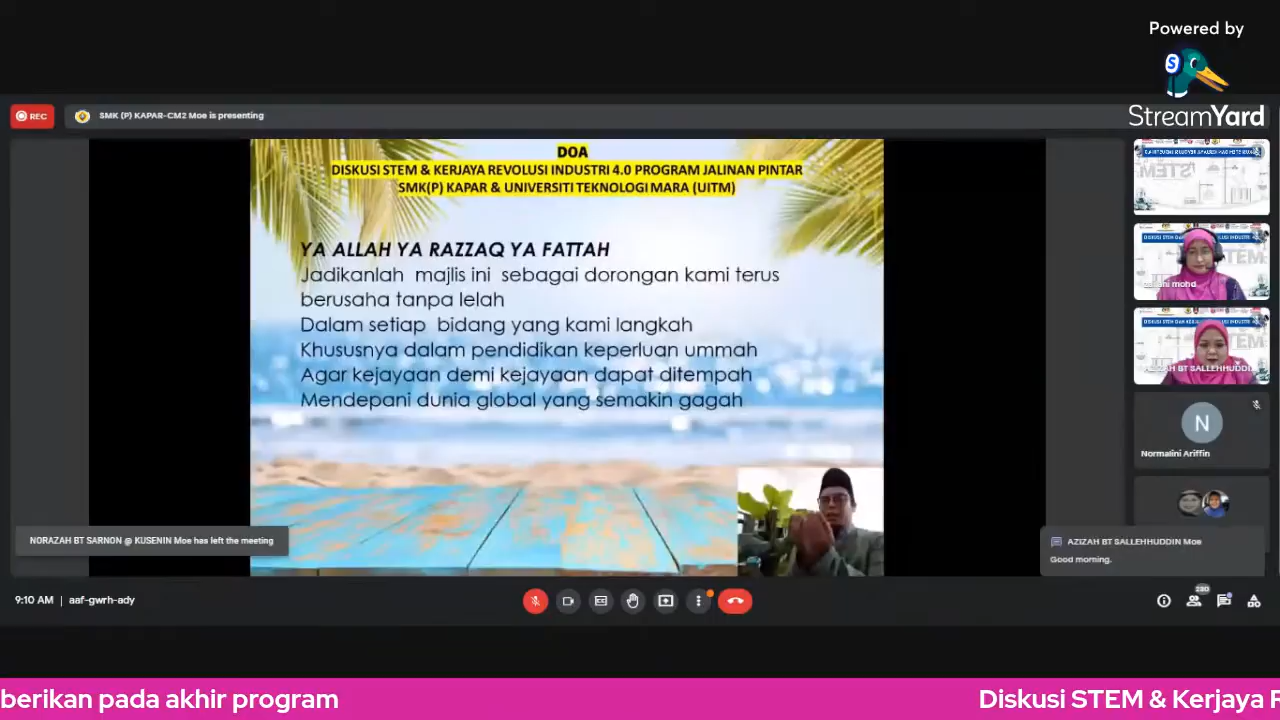 Powered by
S
StreamYard
REC
SMK (P) KAPAR-CM2 Moe is presenting
DOA
DISKUSI STEM & KERJAYA REVOLUSI INDUSTRI 4.0 PROGRAM JALINAN PINTAR
SMK(P) KAPAR & UNIVERSITI TEKNOLOGI MARA (UITM)
YA ALLAH YA RAZZAQ YA FATTAH
Jadikanlah majlis ini sebagai dorongan kami terus
berusaha tanpa lelah
Dalam setiap bidang yang kami langkah
Khususnya dalam pendidikan keperluan ummah
Agar kejayaan demi kejayaan dapat ditempah
Mendepani dunia global yang semakin gagah
mohd
AZIZAH BT SALLEHHUDDIN
N
Normalini Ariffin
NORAZAH BT SARNON @ KUSENIN Moe has left the meeting
AZIZAH BT SALLEHHUDDIN Moe
Good morning.
9:10 AM | aaf-gwrh-ady
berikan pada akhir program
Diskusi STEM & Kerjaya